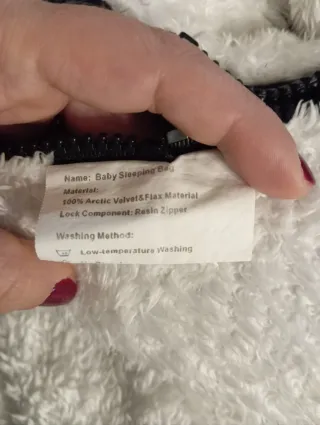 Name: Baby Sleeping Bag
Material:
100% Arctic Velvet&Flax Material
Lock Component: Resin Zipper
Washing Method:
Low-temperature Washing